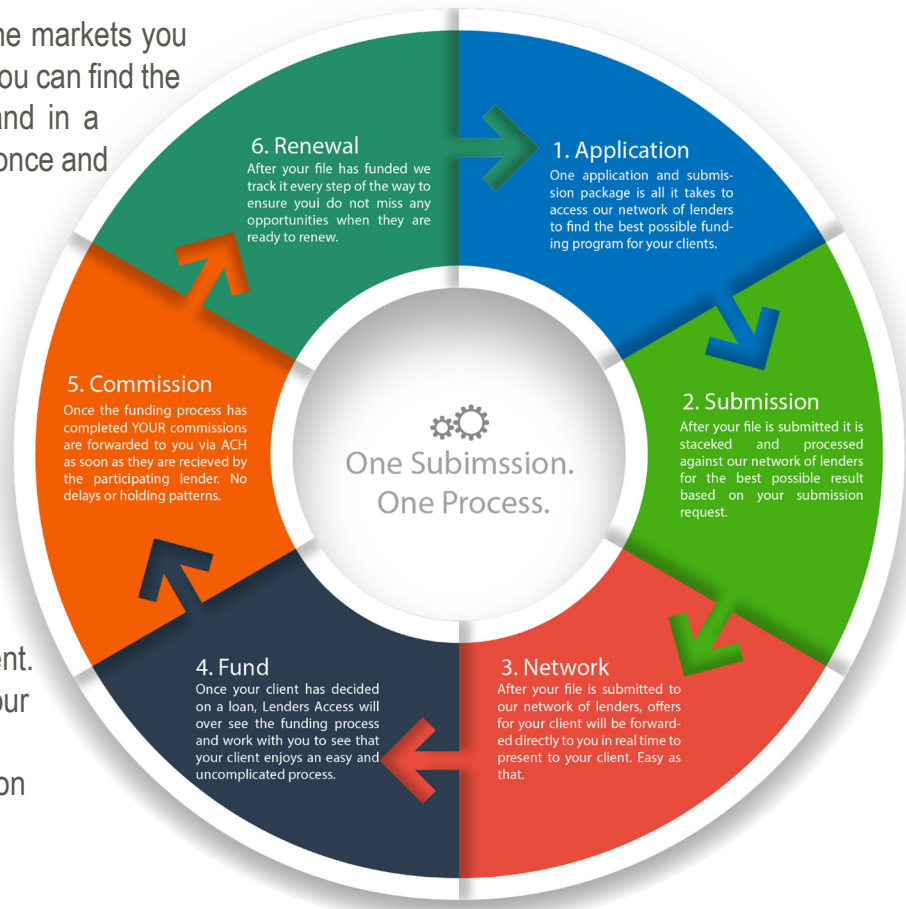 he markets you
ou can find the
and in a
once and
6. Renewal
After your file has funded we
track it every step of the way to
ensure youi do not miss any
opportunities when they are
ready to renew.
1. Application
One application and submis-
sion package is all it takes to
access our network of lenders
to find the best possible fund-
ing program for your clients.
5. Commission
Once the funding process has
completed YOUR commissions
are forwarded to you via ACH
as soon as they are recieved by
the participating lender. No
delays or holding patterns.
2. Submission
After your file is submitted it is
staceked and processed
against our network of lenders
for the best possible result
based on your submission
request.
One Subimssion.
One Process.
4. Fund
Once your client has decided
on a loan, Lenders Access will
over see the funding process
and work with you to see that
your client enjoys an easy and
uncomplicated process.
3. Network
After your file is submitted to
our network of lenders, offers
for your client will be forward-
ed directly to you in real time to
present to your client. Easy as
that.
ent.
our
on